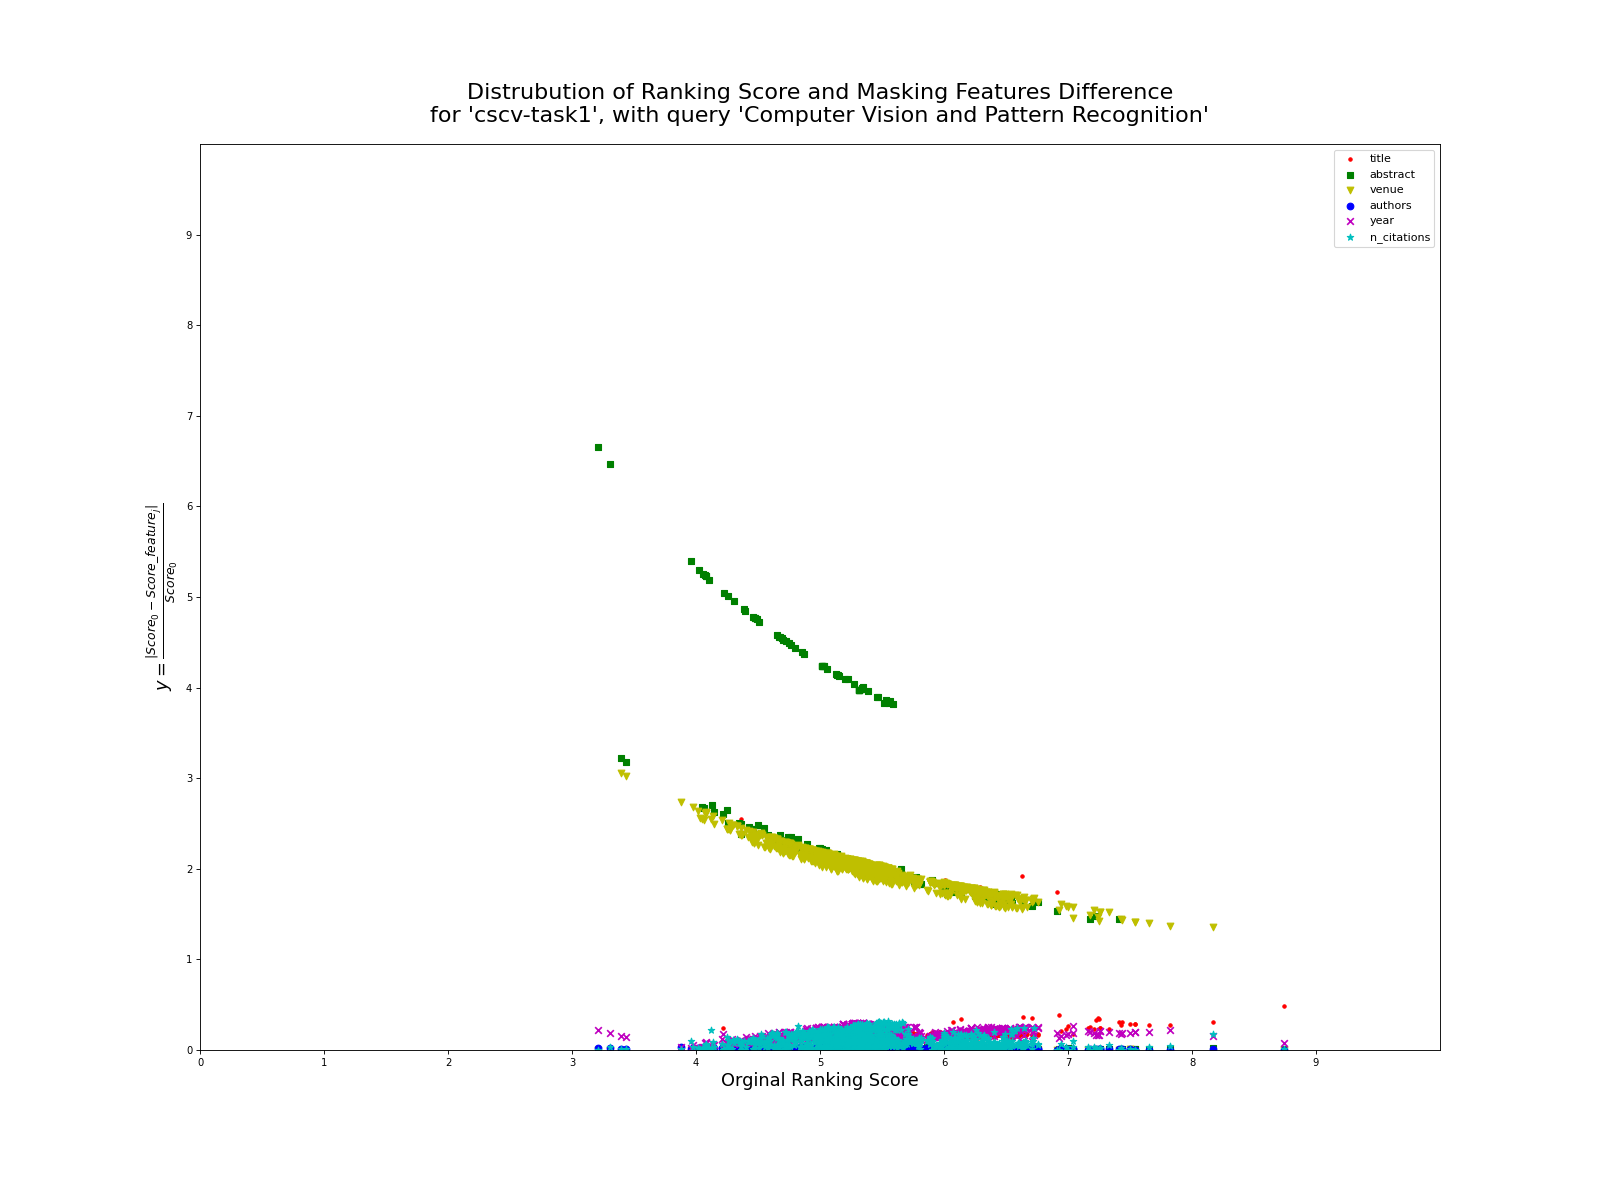 Distrubution of Ranking Score and Masking Features Difference
for 'cscv-task1', with query 'Computer Vision and Pattern Recognition'
title
abstract
venue
authors
year
n_citations
9
8
7
6
5
4
3
2
1
0
y = |Score₀ − Score_featureⱼ| / Score₀
0 1 2 3 4 5 6 7 8 9
Orginal Ranking Score